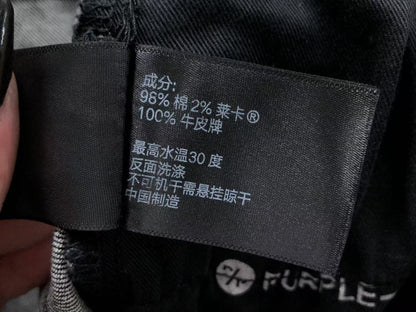 成分:
98% 棉 2% 莱卡®
100% 牛皮牌
最高水温30度
反面洗涤
不可机干需悬挂晾干
中国制造
PURPLE-